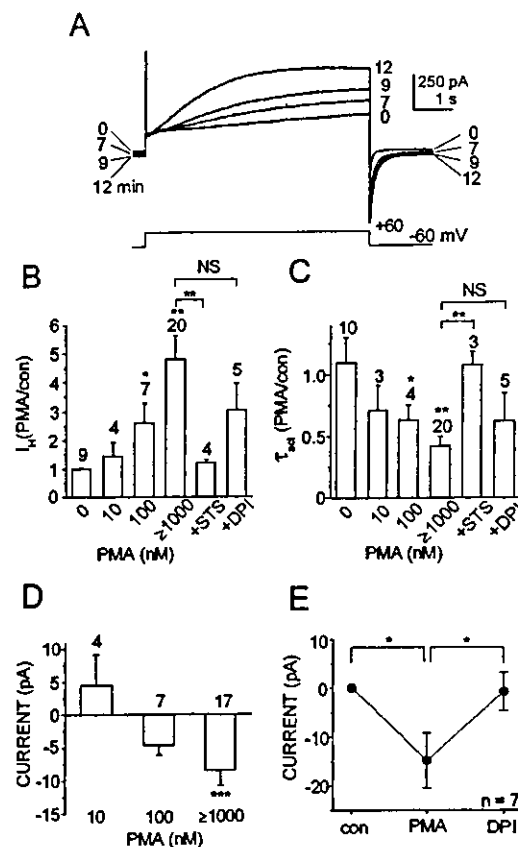 A
12
9
7
0
250 pA
1 s
0
7
9
12 min
0
7
9
12
+60
-60 mV
B
NS
**
**
20
*
7
5
4
9
4
I_H (PMA/con)
6
5
4
3
2
1
0
0
10
100
≥1000
+STS
+DPI
PMA (nM)
C
NS
**
10
3
3
*
4
**
20
5
τ_act (PMA/con)
1.0
0.5
0
0
10
100
≥1000
+STS
+DPI
PMA (nM)
D
4
7
17
***
CURRENT (pA)
10
5
0
-5
-10
-15
10
100
≥1000
PMA (nM)
E
*
*
CURRENT (pA)
10
0
-10
-20
n = 7
con
PMA
DPI